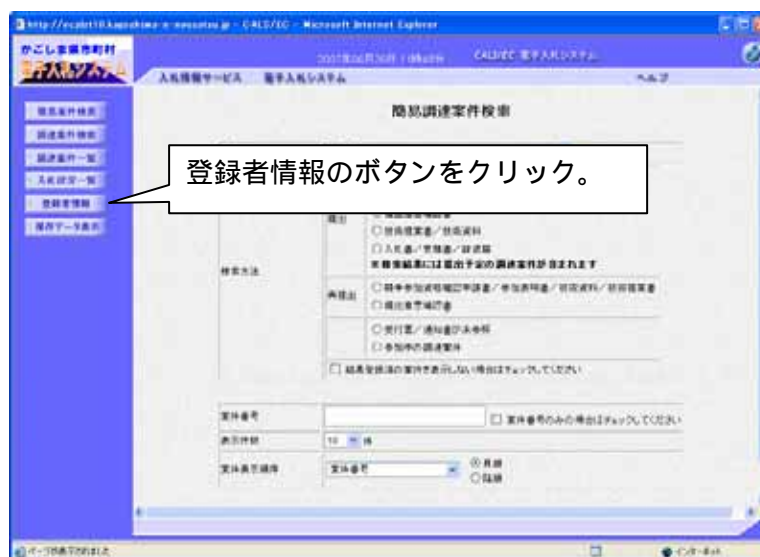 CALS/EC - Microsoft Internet Explorer
かごしま県市町村
電子入札システム
CALS/EC 電子入札システム
入札情報サービス 電子入札システム ヘルプ
簡易調達案件検索
簡易案件検索
調達案件検索
調達案件一覧
入札状況一覧
登録者情報
保存データ表示
登録者情報のボタンをクリック。
提出
○技術提案書/技術資料
○入札書/見積書/辞退届
※検索結果には提出予定の調達案件が含まれます
検索方法
再提出
○競争参加資格確認申請書/参加表明書/技術資料/技術提案書
○提出意思確認書
○受付票/通知書が未参照
○参加中の調達案件
□ 結果登録済の案件を表示しない場合はチェックしてください
案件番号
□ 案件番号のみの場合はチェックしてください
表示件数 10 件
案件表示順序 案件番号
◉昇順
○降順
ページが表示されました
インターネット